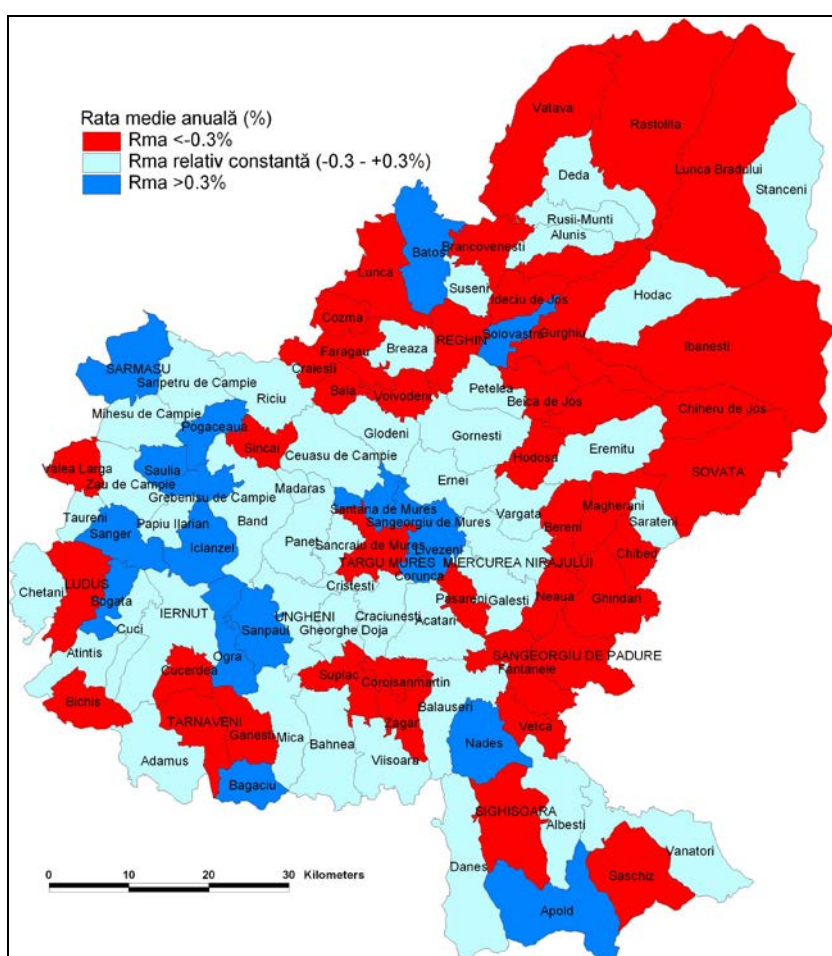 Rata medie anuală (%)
Rma <-0.3%
Rma relativ constantă (-0.3 - +0.3%)
Rma >0.3%
Vatava
Rastolita
Lunca Bradului
Stanceni
Deda
Rusii-Munti
Alunis
Brancovenesti
Batos
Lunca
Suseni
Ideciu de Jos
Hodac
Cozma
Solovastru
Gurghiu
Ibanesti
REGHIN
Faragau
Breaza
SARMASU
Sanpetru de Campie
Craiesti
Riciu
Bala
Voivodeni
Petelea
Beica de Jos
Chiheru de Jos
Mihesu de Campie
Pogaceaua
Glodeni
Gornesti
Sincai
Ceuasu de Campie
Hodosa
Eremitu
Valea Larga
Saulia
SOVATA
Zau de Campie
Ernei
Madaras
Grebenisu de Campie
Santana de Mures
Vargata
Magherani
Sarateni
Taureni
Papiu Ilarian
Band
Sangeorgiu de Mures
Bereni
Sanger
Panet
Sancraiu de Mures
Livezeni
Chibed
Iclanzel
TARGU MURES
MIERCUREA NIRAJULUI
Corunca
Chetani
LUDUS
Cristesti
Neaua
Ghindari
Bogata
Pasareni
Galesti
IERNUT
UNGHENI
Craciunesti
Acatari
Cuci
Sanpaul
Gheorghe Doja
Atintis
Ogra
SANGEORGIU DE PADURE
Cucerdea
Suplac
Coroisanmartin
Fantanele
Bichis
Balauseri
TARNAVENI
Zagar
Velca
Ganesti
Mica
Bahnea
Nades
Adamus
Viisoara
Bagaciu
SIGHISOARA
Albesti
Vanatori
Danes
Saschiz
0 10 20 30 Kilometers
Apold